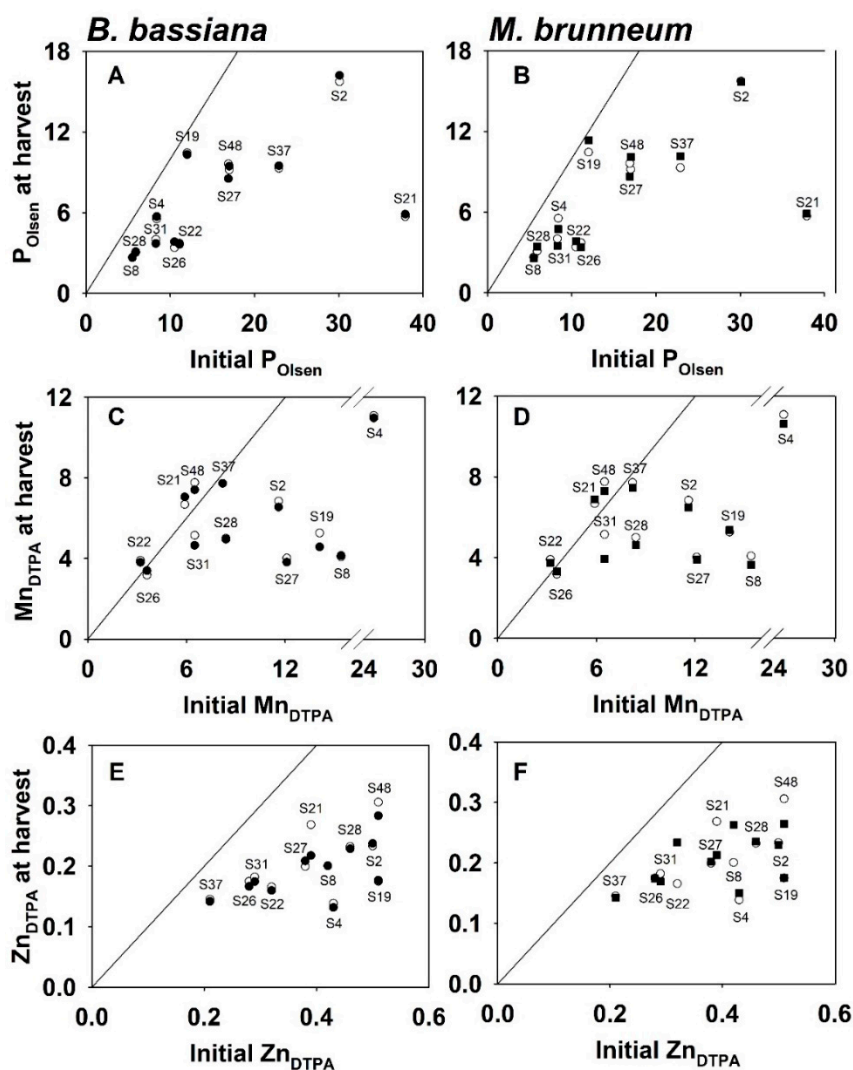 B. bassiana M. brunneum
A
18
12
6
0
P Olsen at harvest
S2
S19
S48
S37
S27
S21
S4
S31
S22
S28
S26
S8
0 10 20 30 40
Initial P Olsen
B
18
12
6
0
S2
S37
S48
S19
S27
S21
S4
S22
S28
S31
S26
S8
0 10 20 30 40
Initial P Olsen
C
12
8
4
0
Mn DTPA at harvest
S4
S48
S37
S21
S2
S19
S28
S22
S31
S27
S8
S26
0 6 12 24 30
Initial Mn DTPA
D
12
8
4
0
S4
S48
S37
S21
S2
S31
S19
S28
S22
S27
S8
S26
0 6 12 24 30
Initial Mn DTPA
E
0.4
0.3
0.2
0.1
0.0
Zn DTPA at harvest
S48
S21
S28
S27
S31
S2
S37
S8
S26
S22
S19
S4
0.0 0.2 0.4 0.6
Initial Zn DTPA
F
0.4
0.3
0.2
0.1
0.0
S48
S21
S28
S27
S31
S2
S37
S8
S26
S22
S19
S4
0.0 0.2 0.4 0.6
Initial Zn DTPA